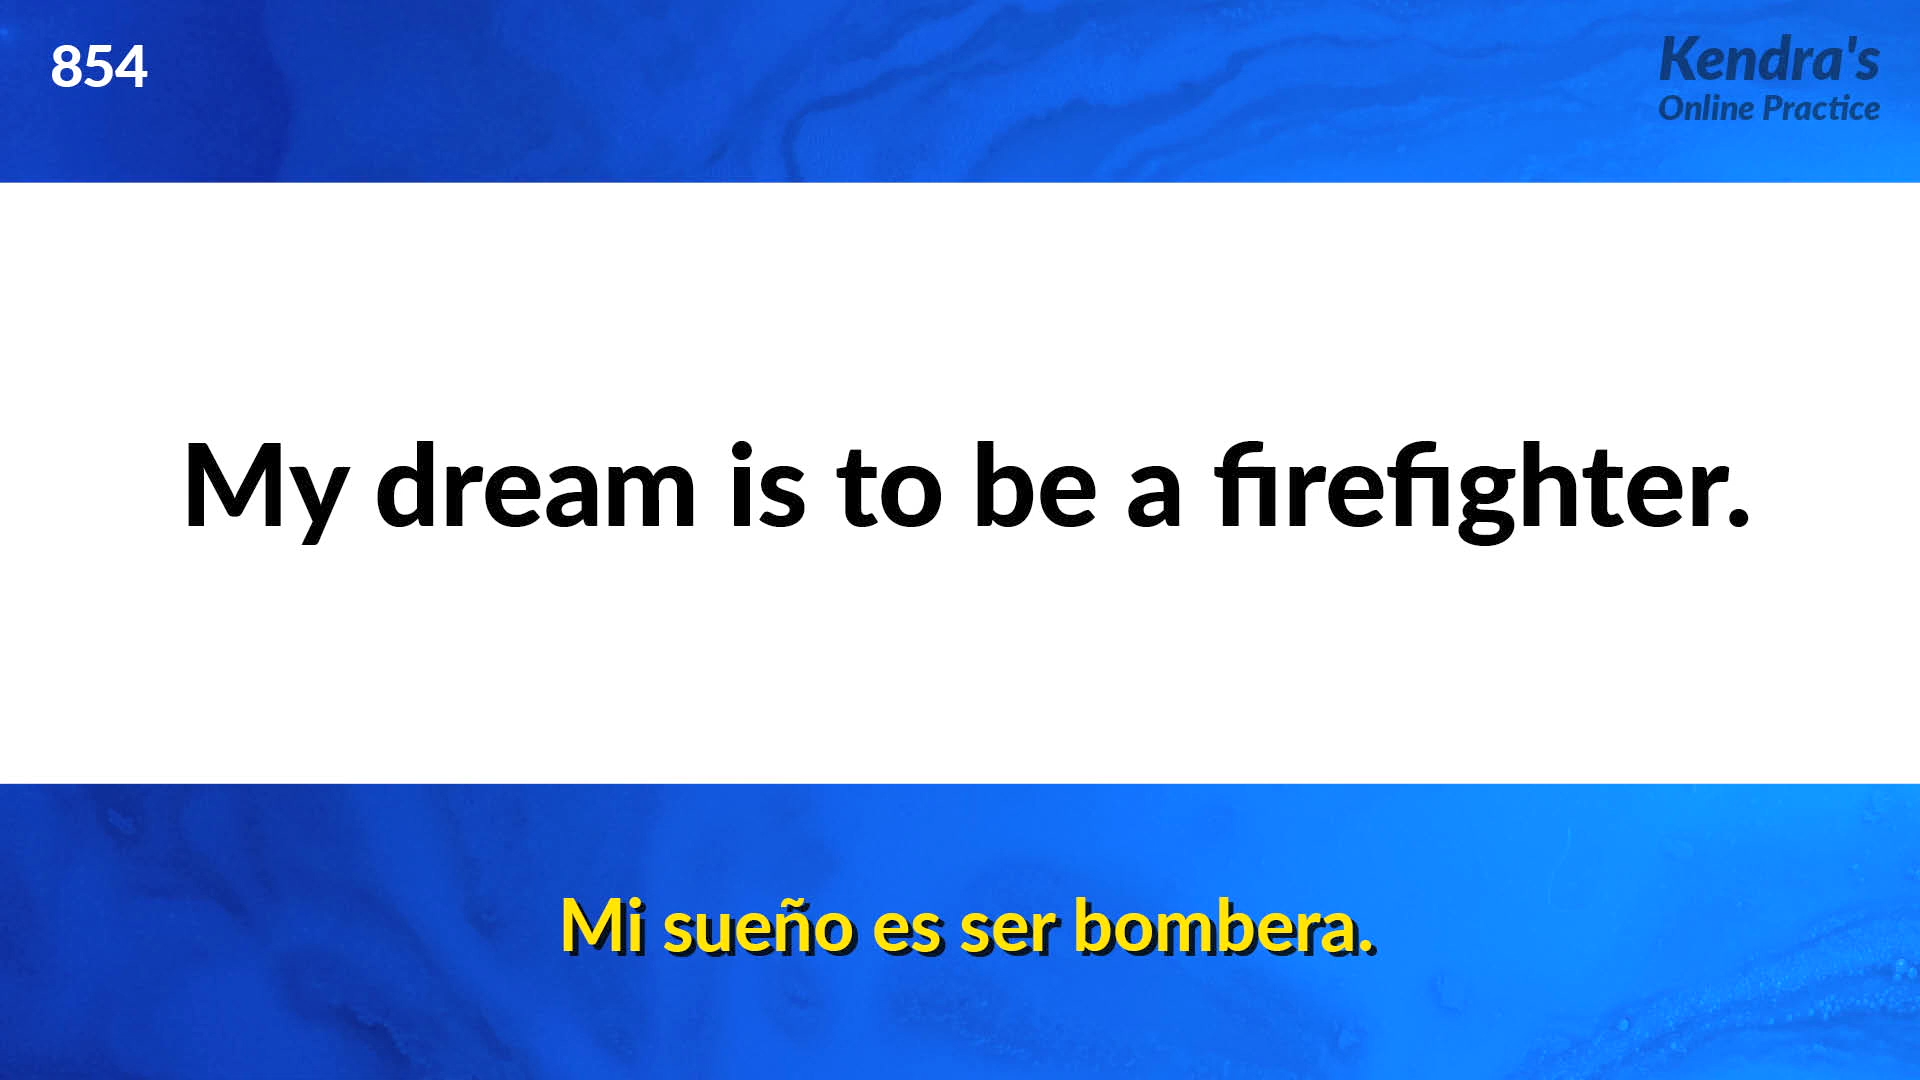 854
Kendra's
Online Practice
My dream is to be a firefighter.
Mi sueño es ser bombera.